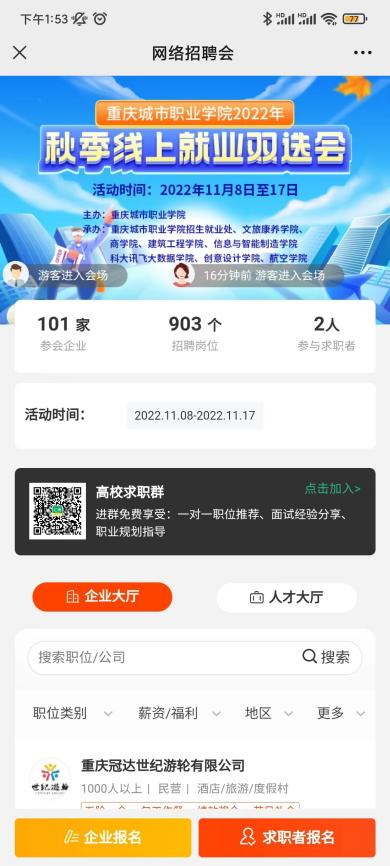 下午1:53
77
网络招聘会
重庆城市职业学院2022年
秋季线上就业双选会
活动时间：2022年11月8日至17日
主办：重庆城市职业学院
承办：重庆城市职业学院招生就业处、文旅康养学院、
商学院、建筑工程学院、信息与智能制造学院
科大讯飞大数据学院、创意设计学院、航空学院
游客进入会场
16分钟前 游客进入会场
101 家
903 个
2人
参会企业
招聘岗位
参与求职者
活动时间：
2022.11.08-2022.11.17
高校求职群
点击加入>
进群免费享受：一对一职位推荐、面试经验分享、
职业规划指导
企业大厅
人才大厅
搜索职位/公司
搜索
职位类别
薪资/福利
地区
更多
重庆冠达世纪游轮有限公司
世纪游轮
1000人以上 | 民营 | 酒店/旅游/度假村
企业报名
求职者报名